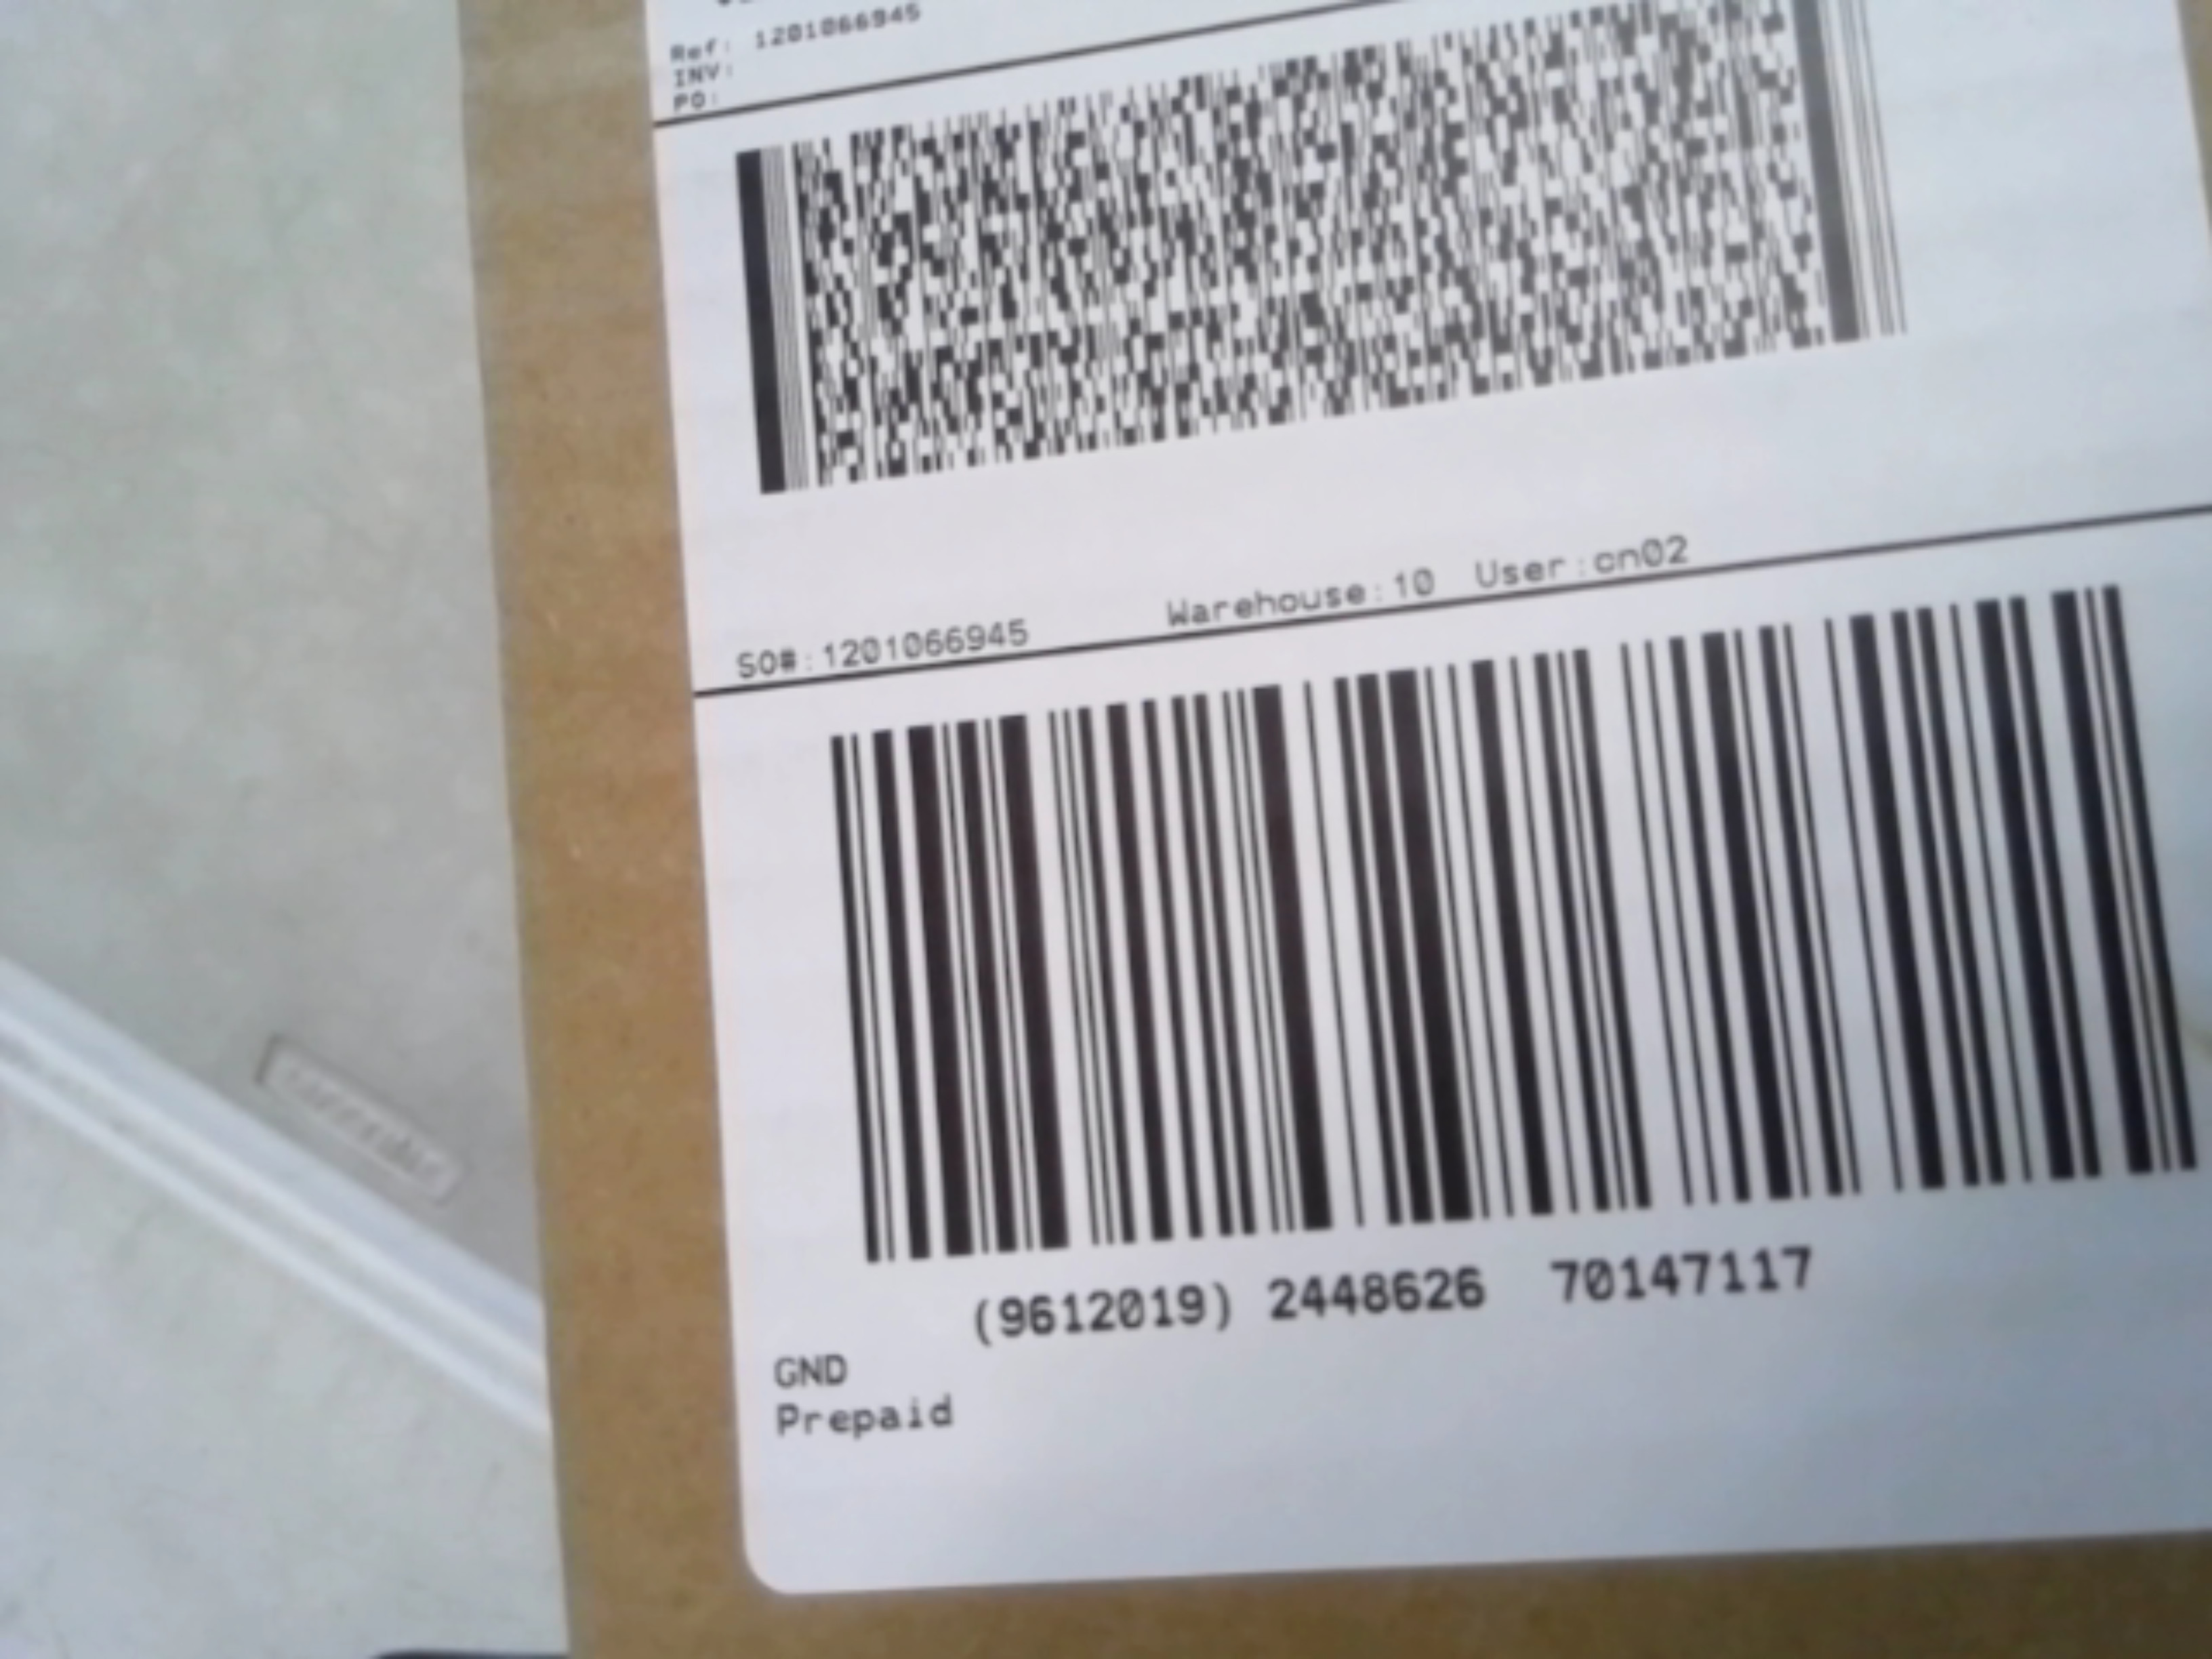 Ref: 1201066945
INV:
PO:
SO#:1201066945 Warehouse:10 User:cn02
(9612019) 2448626 70147117
GND
Prepaid